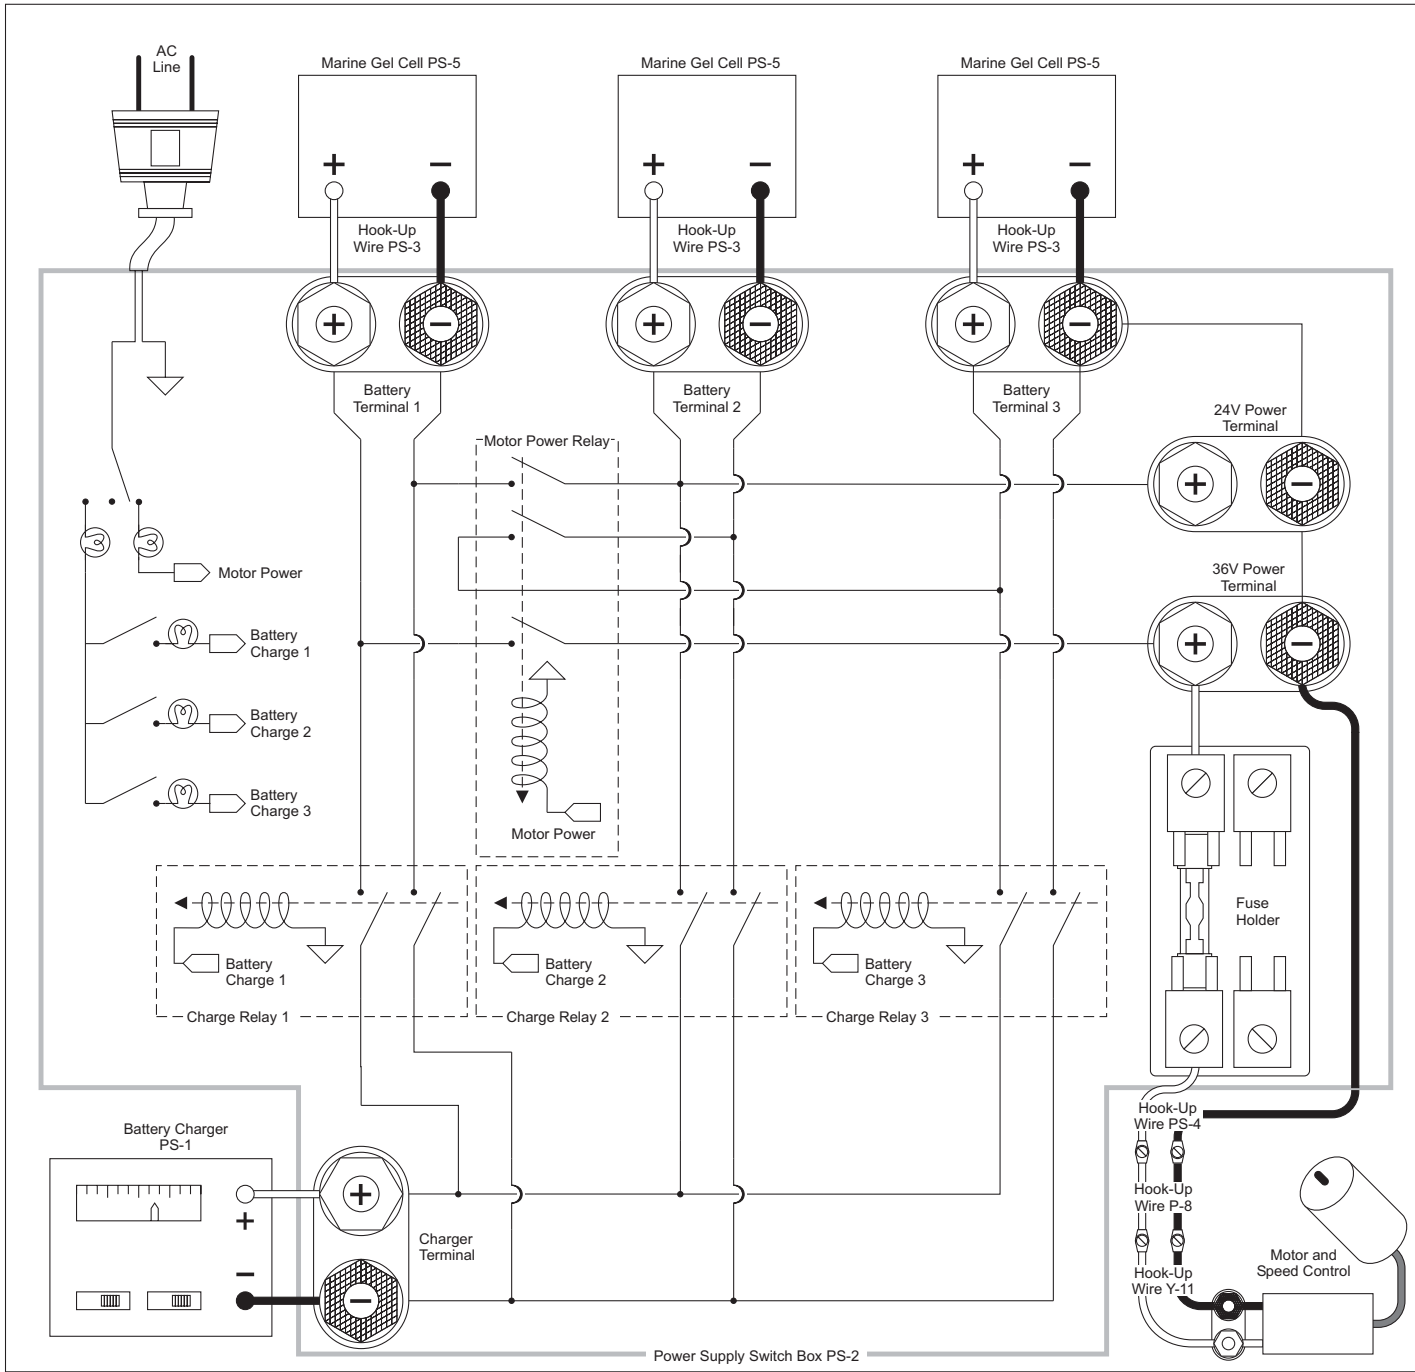 AC
Line
Marine Gel Cell PS-5
Marine Gel Cell PS-5
Marine Gel Cell PS-5
+
−
+
−
+
−
Hook-Up
Wire PS-3
Hook-Up
Wire PS-3
Hook-Up
Wire PS-3
+
−
+
−
+
−
Battery
Terminal 1
Battery
Terminal 2
Battery
Terminal 3
24V Power
Terminal
+
−
Motor Power Relay
36V Power
Terminal
+
−
Motor Power
Battery
Charge 1
Battery
Charge 2
Battery
Charge 3
Motor Power
Fuse
Holder
Battery
Charge 1
Charge Relay 1
Battery
Charge 2
Charge Relay 2
Battery
Charge 3
Charge Relay 3
Hook-Up
Wire PS-4
Battery Charger
PS-1
+
−
+
−
Charger
Terminal
Hook-Up
Wire P-8
Motor and
Speed Control
Hook-Up
Wire Y-11
Power Supply Switch Box PS-2